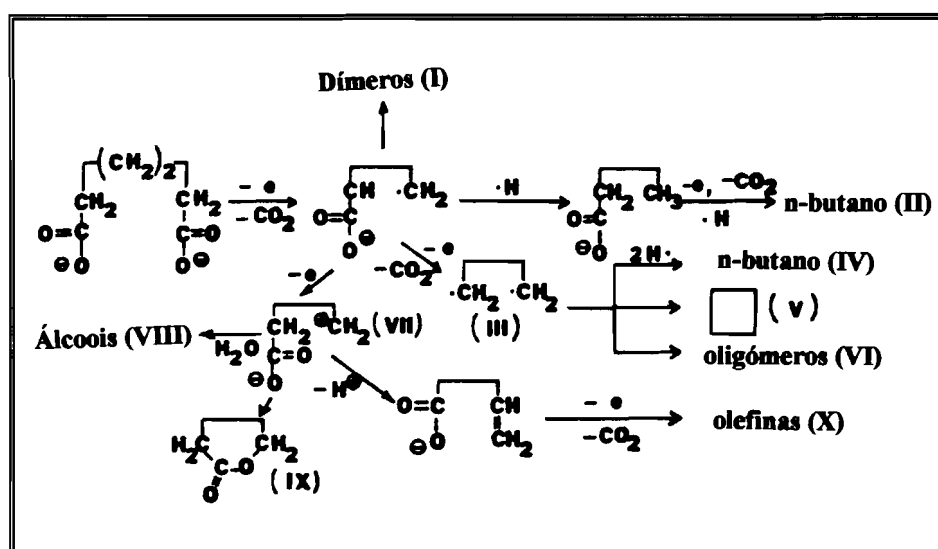 Dímeros (I)
(CH₂)₂
CH₂
CH₂
O=C
C=O
⊖O
O⊖
- e
-CO₂
CH
·CH₂
O=C
O⊖
·H
CH₂
CH₃
O=C
O⊖
-e, -CO₂
·H
n-butano (II)
- e
-CO₂
·CH₂
·CH₂
(III)
2H·
n-butano (IV)
(V)
oligómeros (VI)
-e
CH₂
⊕CH₂ (VII)
C=O
⊖O
H₂O
Álcoois (VIII)
- H⊕
O=C
CH
⊖O
CH₂
- e
-CO₂
olefinas (X)
H₂C
CH₂
C-O
O
(IX)